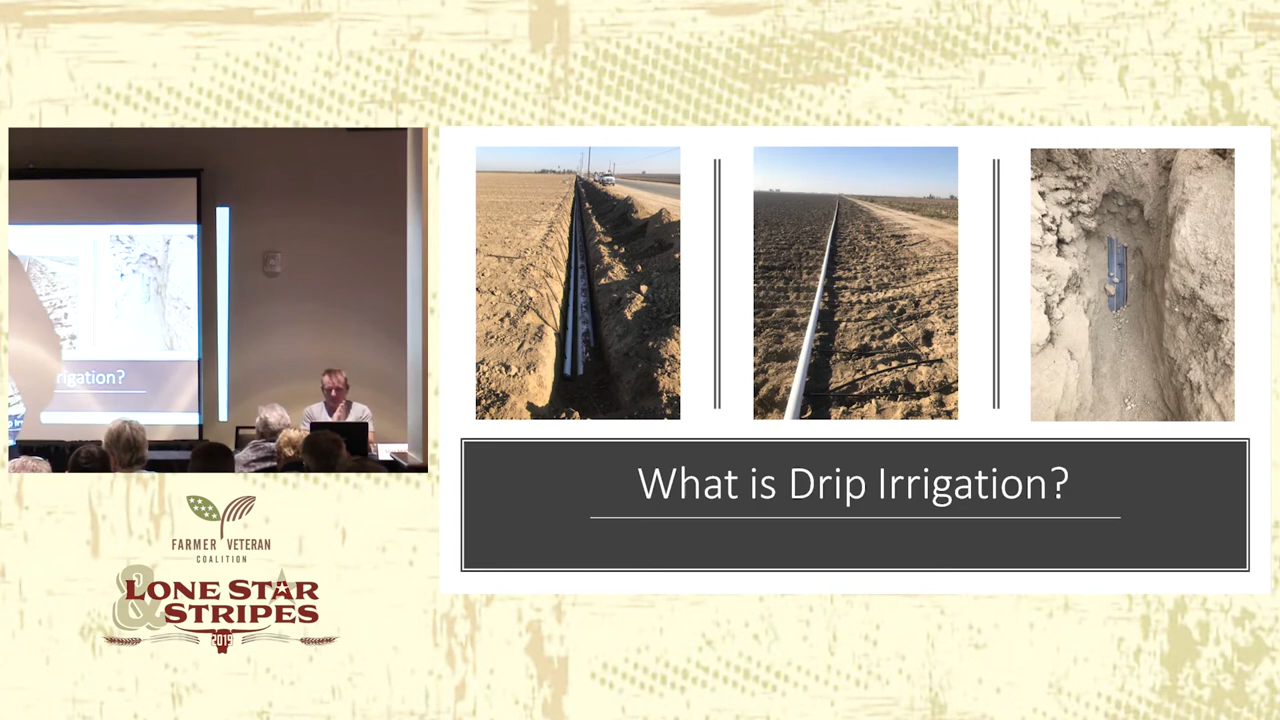 What is Drip Irrigation?
rigation?
FARMER VETERAN
COALITION
LONE STAR
& STRIPES
2019